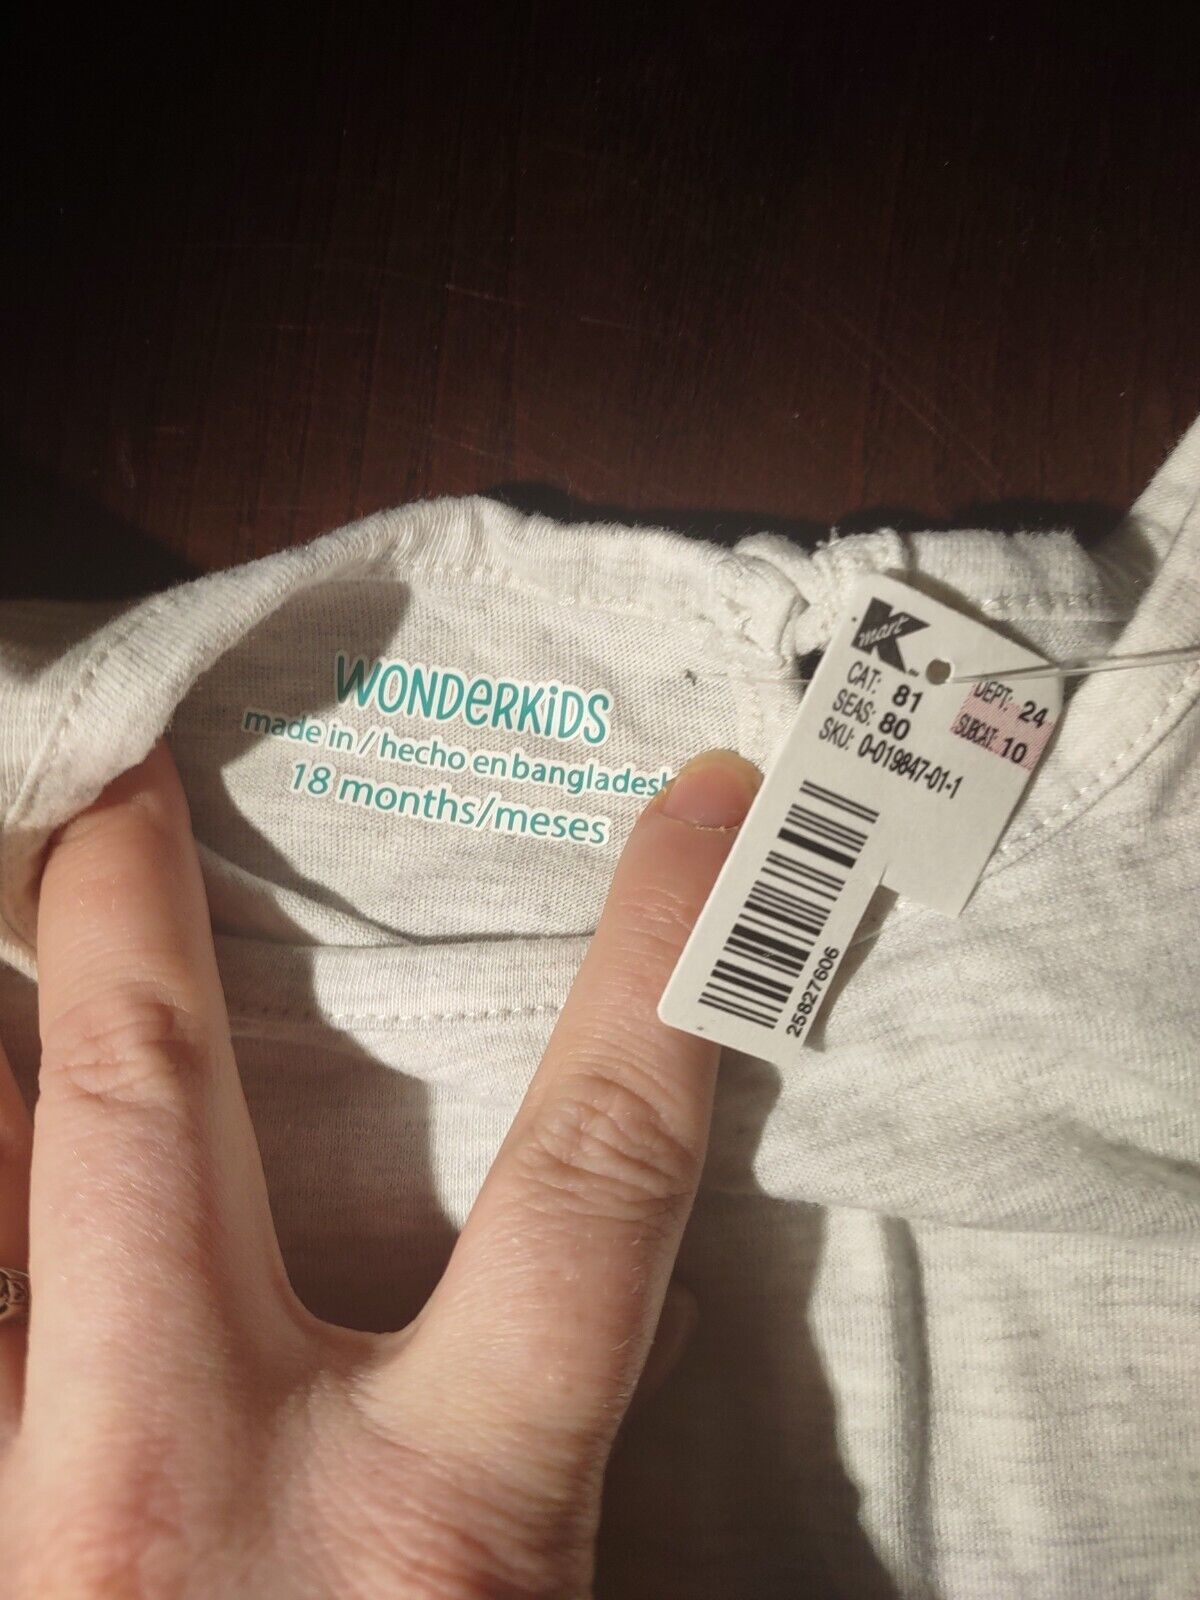 WONDERKIDS
made in / hecho en bangladesh
18 months/meses
K mart
CAT: 81
SEAS: 80
SKU: 0-019847-01-1
DEPT: 24
SUBCAT: 10
25827606